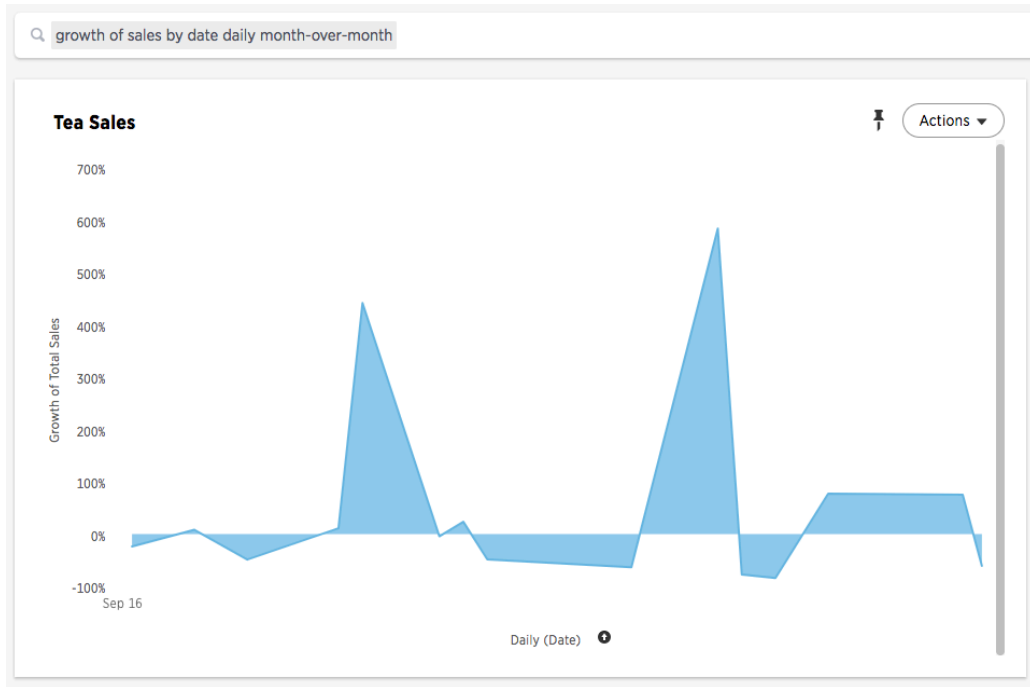 growth of sales by date daily month-over-month
Tea Sales
Actions
700%
600%
500%
400%
300%
200%
100%
0%
-100%
Growth of Total Sales
Sep 16
Daily (Date)